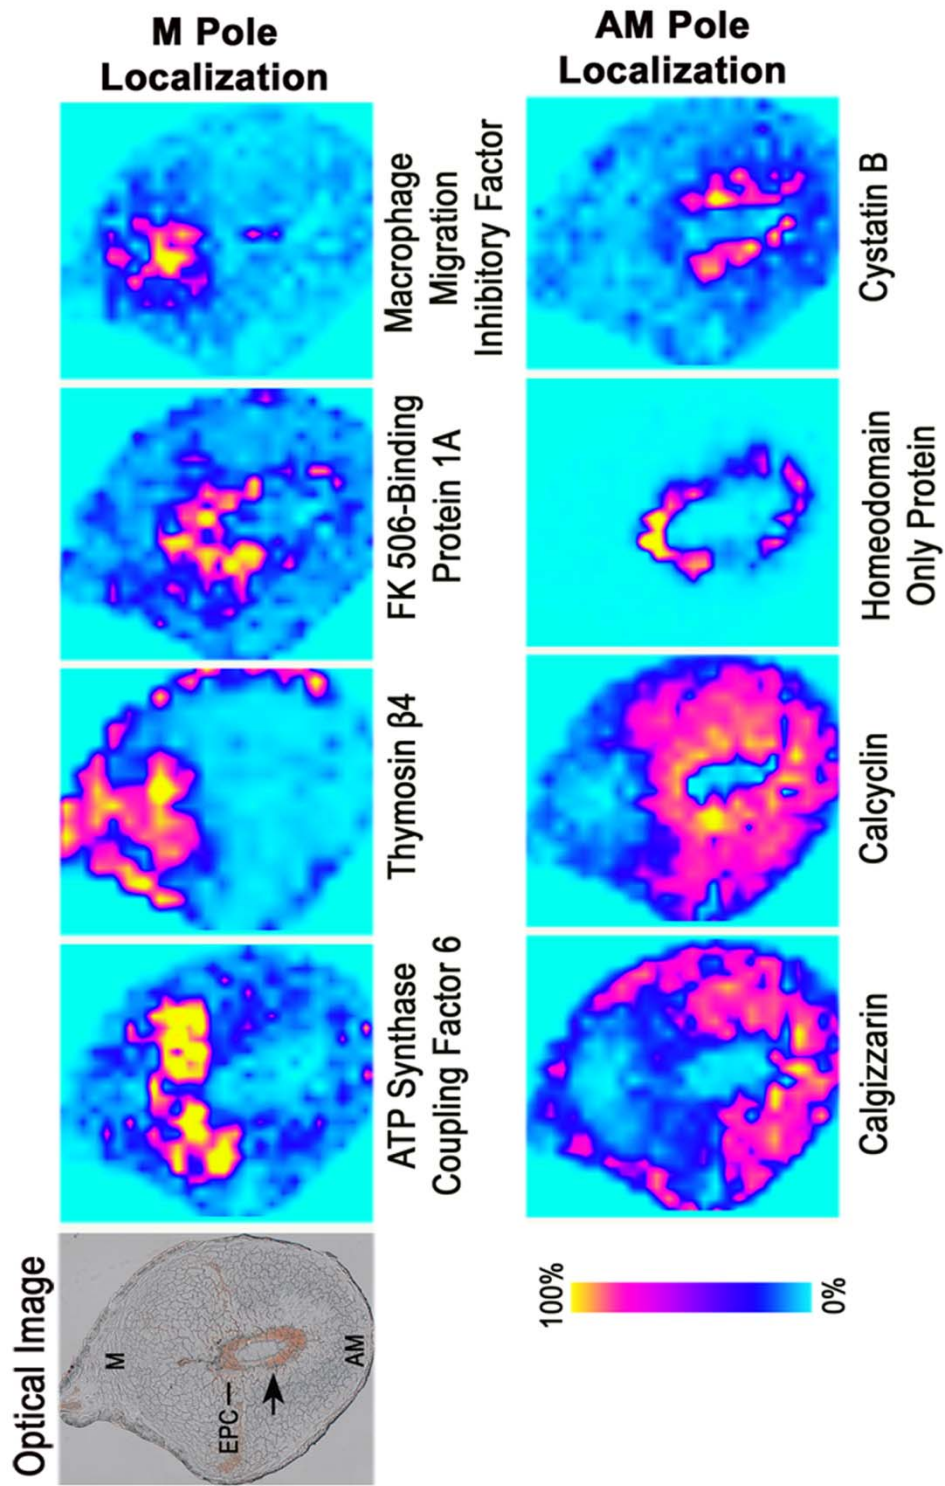 M Pole
Localization
AM Pole
Localization
Macrophage
Migration
Inhibitory Factor
Cystatin B
FK 506-Binding
Protein 1A
Homeodomain
Only Protein
Thymosin β4
Calcyclin
ATP Synthase
Coupling Factor 6
Calgizzarin
Optical Image
M
EPC
AM
100%
0%